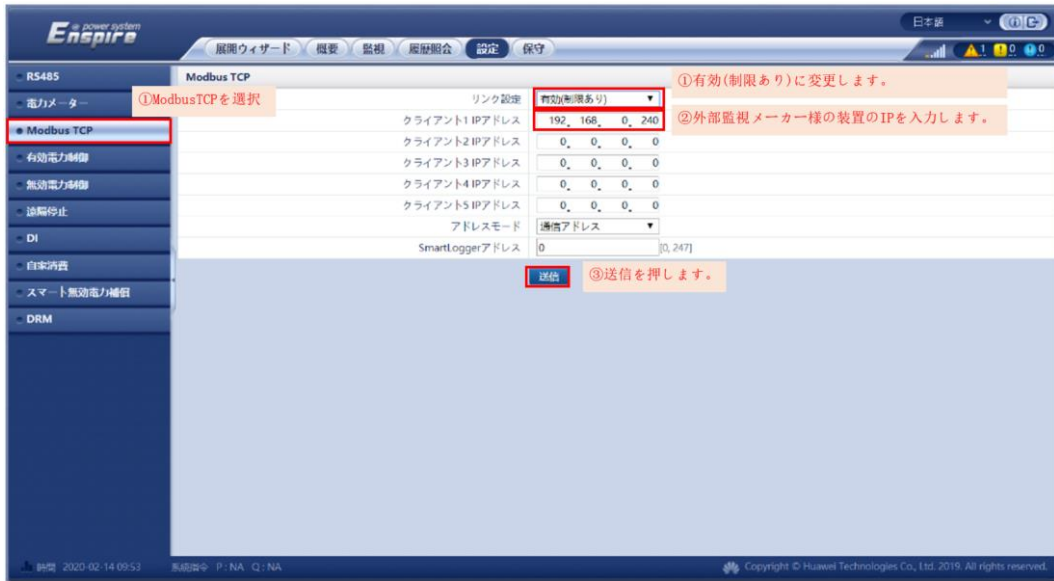 e power system
Enspire
日本語
展開ウィザード 概要 監視 履歴照会 設定 保守
1 0 0
RS485
電力メーター
Modbus TCP
有効電力制御
無効電力制御
遠隔停止
DI
自家消費
スマート無効電力補償
DRM
①ModbusTCPを選択
Modbus TCP
①有効(制限あり)に変更します。
リンク設定 有効(制限あり)
クライアント1 IPアドレス 192. 168. 0. 240
②外部監視メーカー様の装置のIPを入力します。
クライアント2 IPアドレス 0. 0. 0. 0
クライアント3 IPアドレス 0. 0. 0. 0
クライアント4 IPアドレス 0. 0. 0. 0
クライアント5 IPアドレス 0. 0. 0. 0
アドレスモード 通信アドレス
SmartLoggerアドレス 0 [0, 247]
送信
③送信を押します。
時間 2020-02-14 09:53 系統指令 P : NA Q : NA
Copyright © Huawei Technologies Co., Ltd. 2019. All rights reserved.